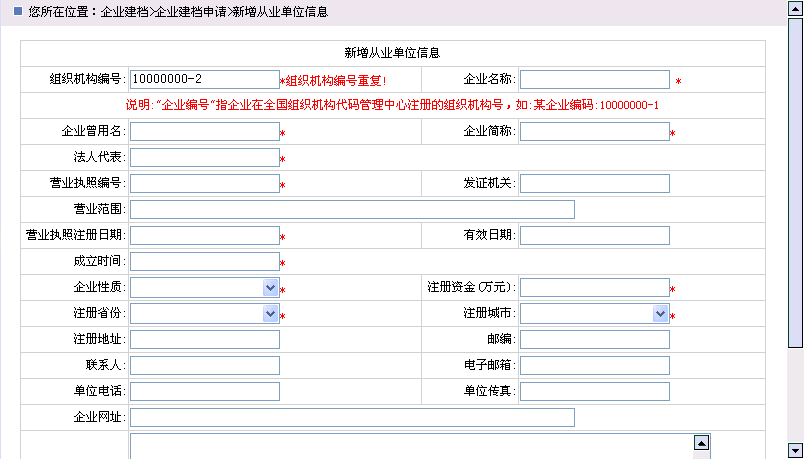 您所在位置：企业建档>企业建档申请>新增从业单位信息
新增从业单位信息
组织机构编号: 10000000-2 *组织机构编号重复! 企业名称: *
说明:"企业编号"指企业在全国组织机构代码管理中心注册的组织机构号，如:某企业编码:10000000-1
企业曾用名: * 企业简称: *
法人代表: *
营业执照编号: * 发证机关:
营业范围:
营业执照注册日期: * 有效日期:
成立时间: *
企业性质: * 注册资金(万元): *
注册省份: * 注册城市: *
注册地址: 邮编:
联系人: 电子邮箱:
单位电话: 单位传真:
企业网址: